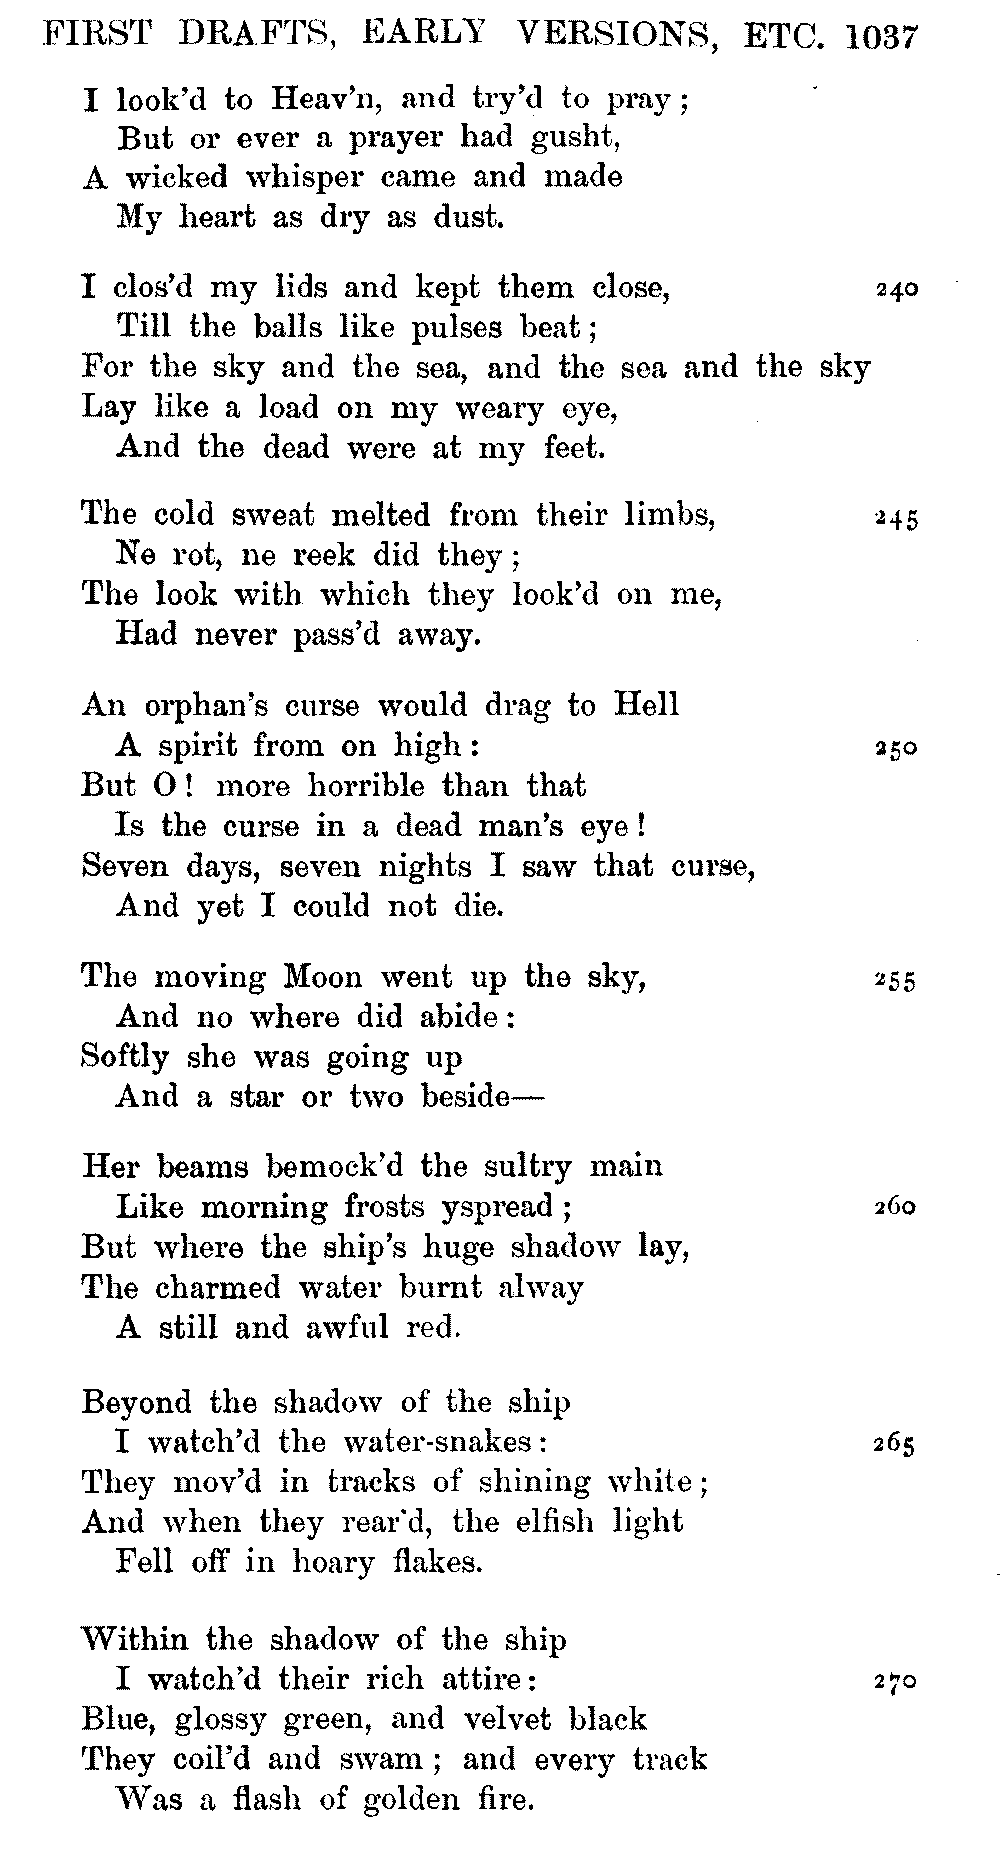 FIRST DRAFTS, EARLY VERSIONS, ETC. 1037
I look'd to Heav'n, and try'd to pray;
But or ever a prayer had gusht,
A wicked whisper came and made
My heart as dry as dust.
I clos'd my lids and kept them close, 240
Till the balls like pulses beat;
For the sky and the sea, and the sea and the sky
Lay like a load on my weary eye,
And the dead were at my feet.
The cold sweat melted from their limbs, 245
Ne rot, ne reek did they;
The look with which they look'd on me,
Had never pass'd away.
An orphan's curse would drag to Hell
A spirit from on high: 250
But O! more horrible than that
Is the curse in a dead man's eye!
Seven days, seven nights I saw that curse,
And yet I could not die.
The moving Moon went up the sky, 255
And no where did abide:
Softly she was going up
And a star or two beside—
Her beams bemock'd the sultry main
Like morning frosts yspread; 260
But where the ship's huge shadow lay,
The charmed water burnt alway
A still and awful red.
Beyond the shadow of the ship
I watch'd the water-snakes: 265
They mov'd in tracks of shining white;
And when they rear'd, the elfish light
Fell off in hoary flakes.
Within the shadow of the ship
I watch'd their rich attire: 270
Blue, glossy green, and velvet black
They coil'd and swam; and every track
Was a flash of golden fire.